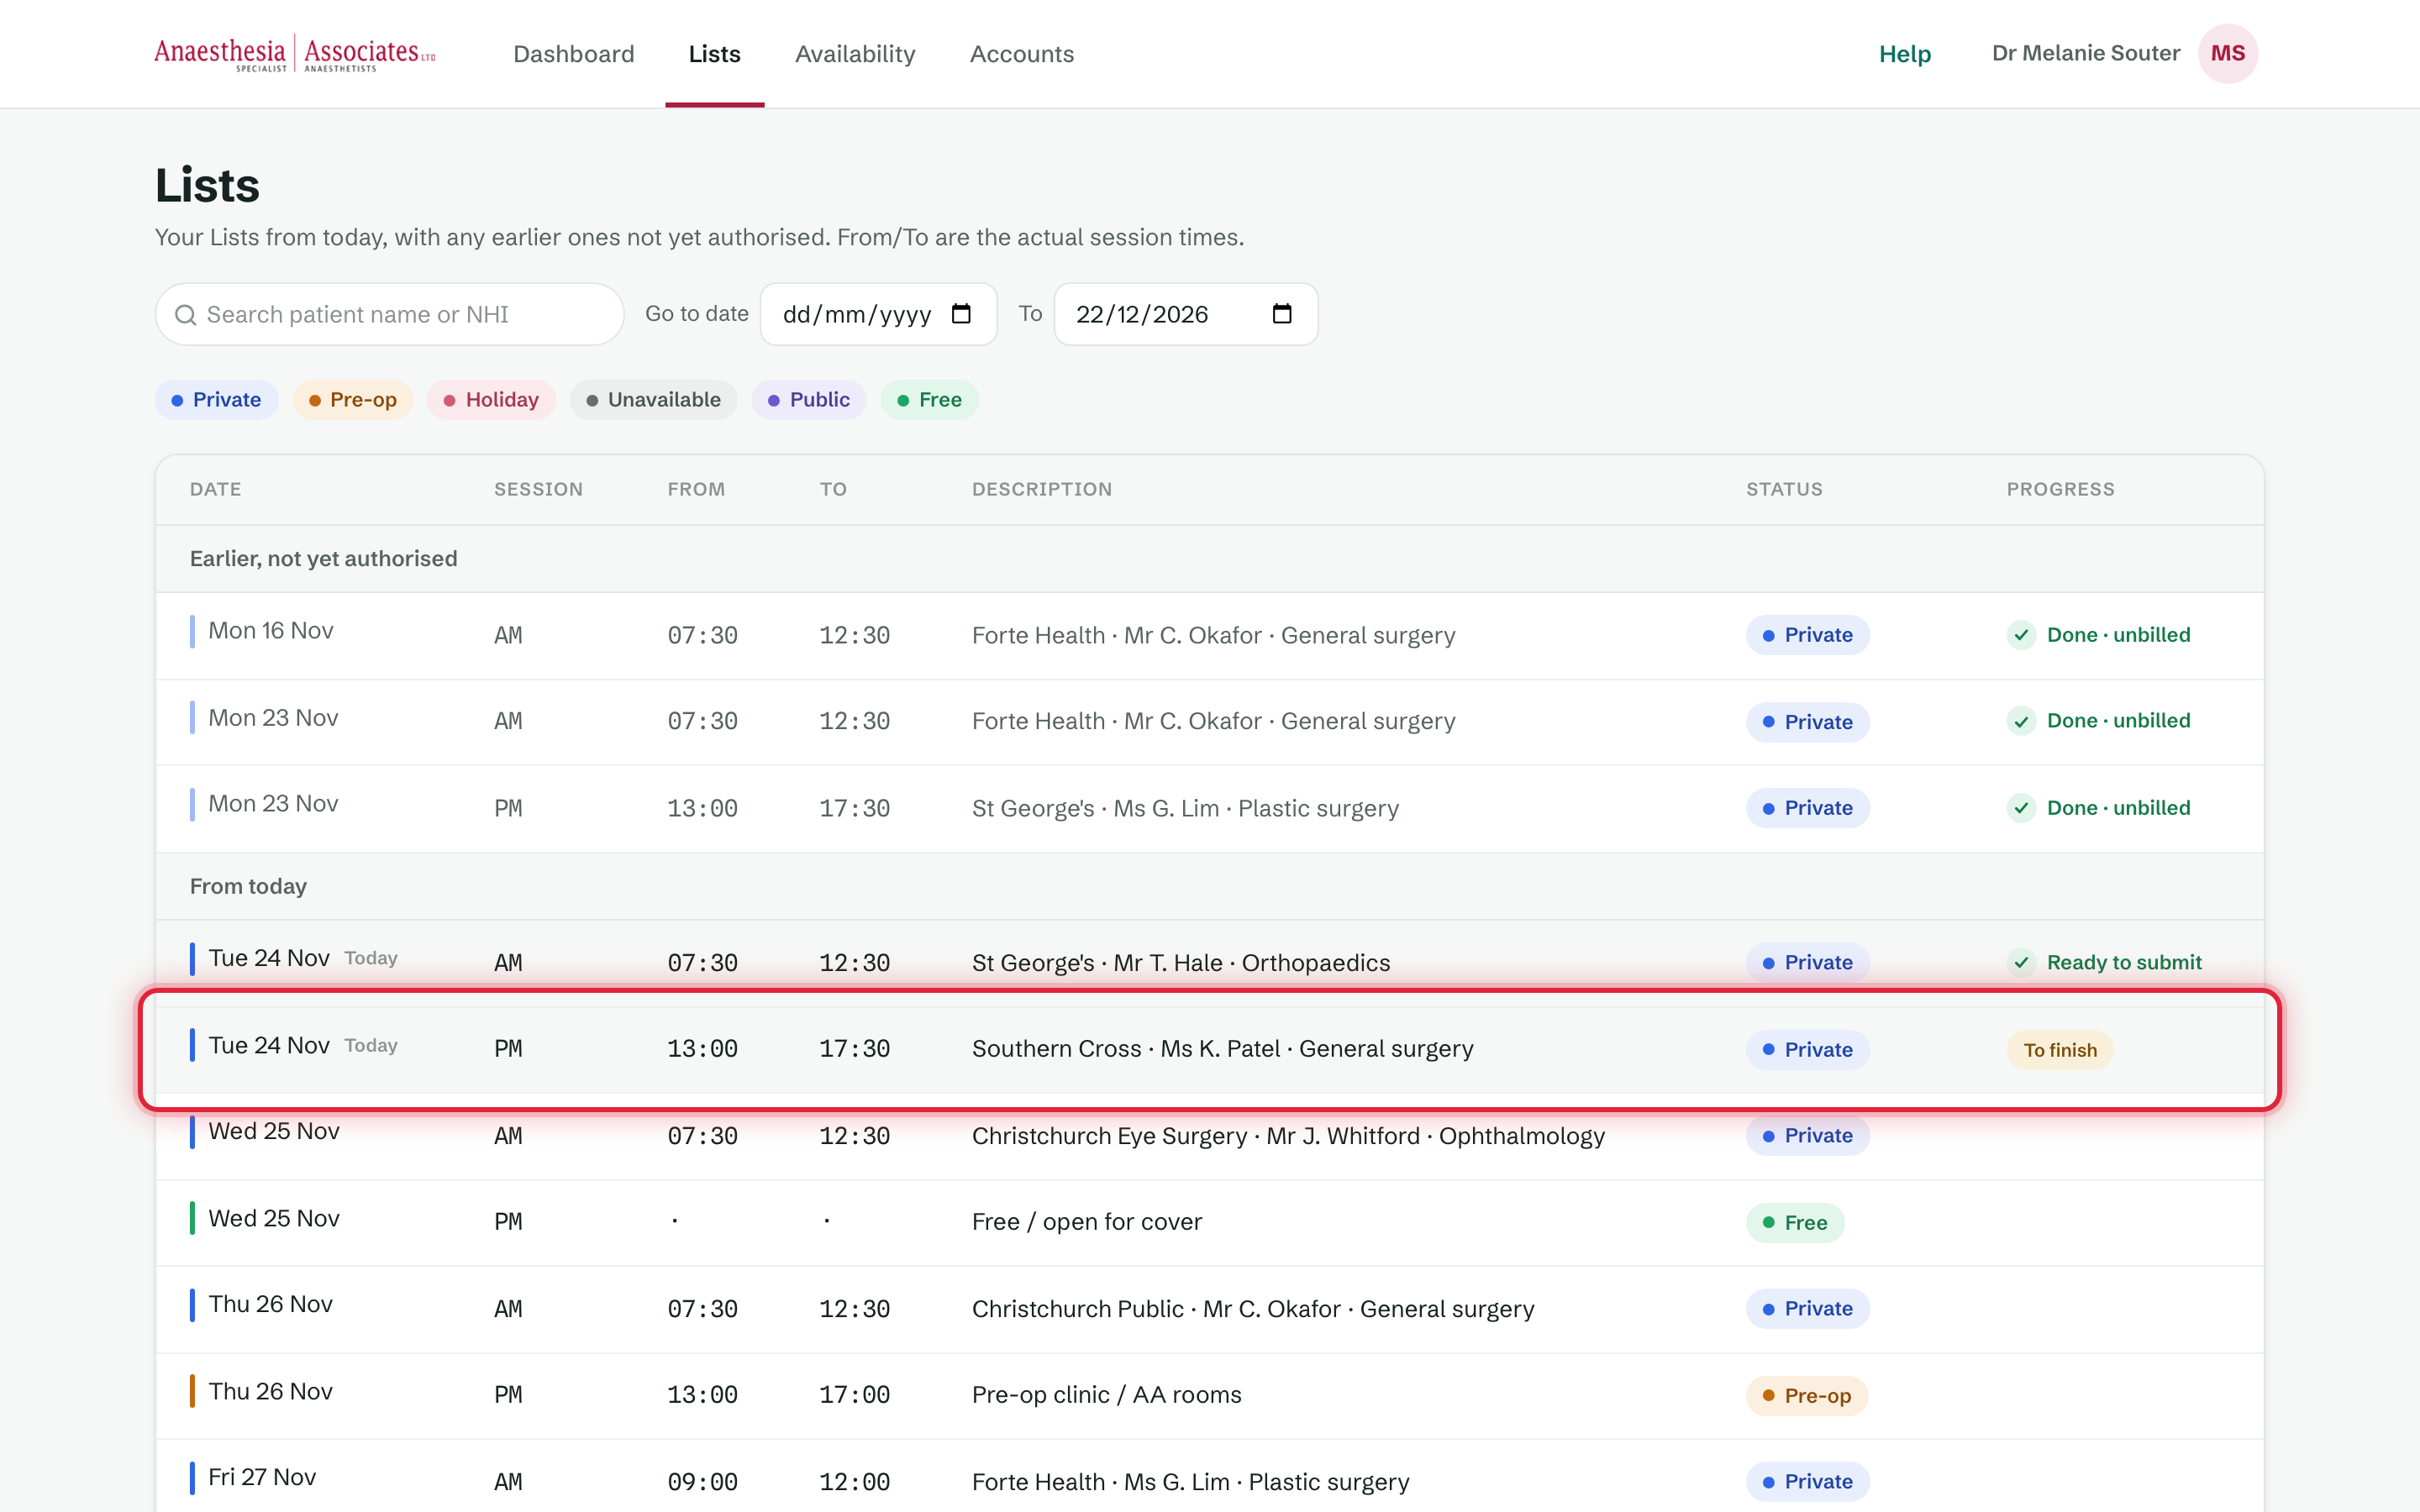 Anaesthesia | Associates LTD
SPECIALIST ANAESTHETISTS
Dashboard
Lists
Availability
Accounts
Help
Dr Melanie Souter
MS
Lists
Your Lists from today, with any earlier ones not yet authorised. From/To are the actual session times.
Search patient name or NHI
Go to date dd/mm/yyyy To 22/12/2026
Private Pre-op Holiday Unavailable Public Free
DATE SESSION FROM TO DESCRIPTION STATUS PROGRESS
Earlier, not yet authorised
Mon 16 Nov AM 07:30 12:30 Forte Health · Mr C. Okafor · General surgery Private Done · unbilled
Mon 23 Nov AM 07:30 12:30 Forte Health · Mr C. Okafor · General surgery Private Done · unbilled
Mon 23 Nov PM 13:00 17:30 St George's · Ms G. Lim · Plastic surgery Private Done · unbilled
From today
Tue 24 Nov Today AM 07:30 12:30 St George's · Mr T. Hale · Orthopaedics Private Ready to submit
Tue 24 Nov Today PM 13:00 17:30 Southern Cross · Ms K. Patel · General surgery Private To finish
Wed 25 Nov AM 07:30 12:30 Christchurch Eye Surgery · Mr J. Whitford · Ophthalmology Private
Wed 25 Nov PM · · Free / open for cover Free
Thu 26 Nov AM 07:30 12:30 Christchurch Public · Mr C. Okafor · General surgery Private
Thu 26 Nov PM 13:00 17:00 Pre-op clinic / AA rooms Pre-op
Fri 27 Nov AM 09:00 12:00 Forte Health · Ms G. Lim · Plastic surgery Private